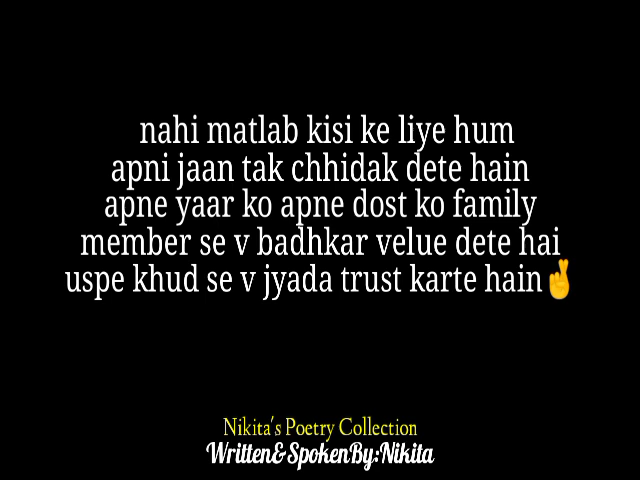 nahi matlab kisi ke liye hum
apni jaan tak chhidak dete hain
apne yaar ko apne dost ko family
member se v badhkar velue dete hai
uspe khud se v jyada trust karte hain🤞
Nikita's Poetry Collection
Written&SpokenBy:Nikita